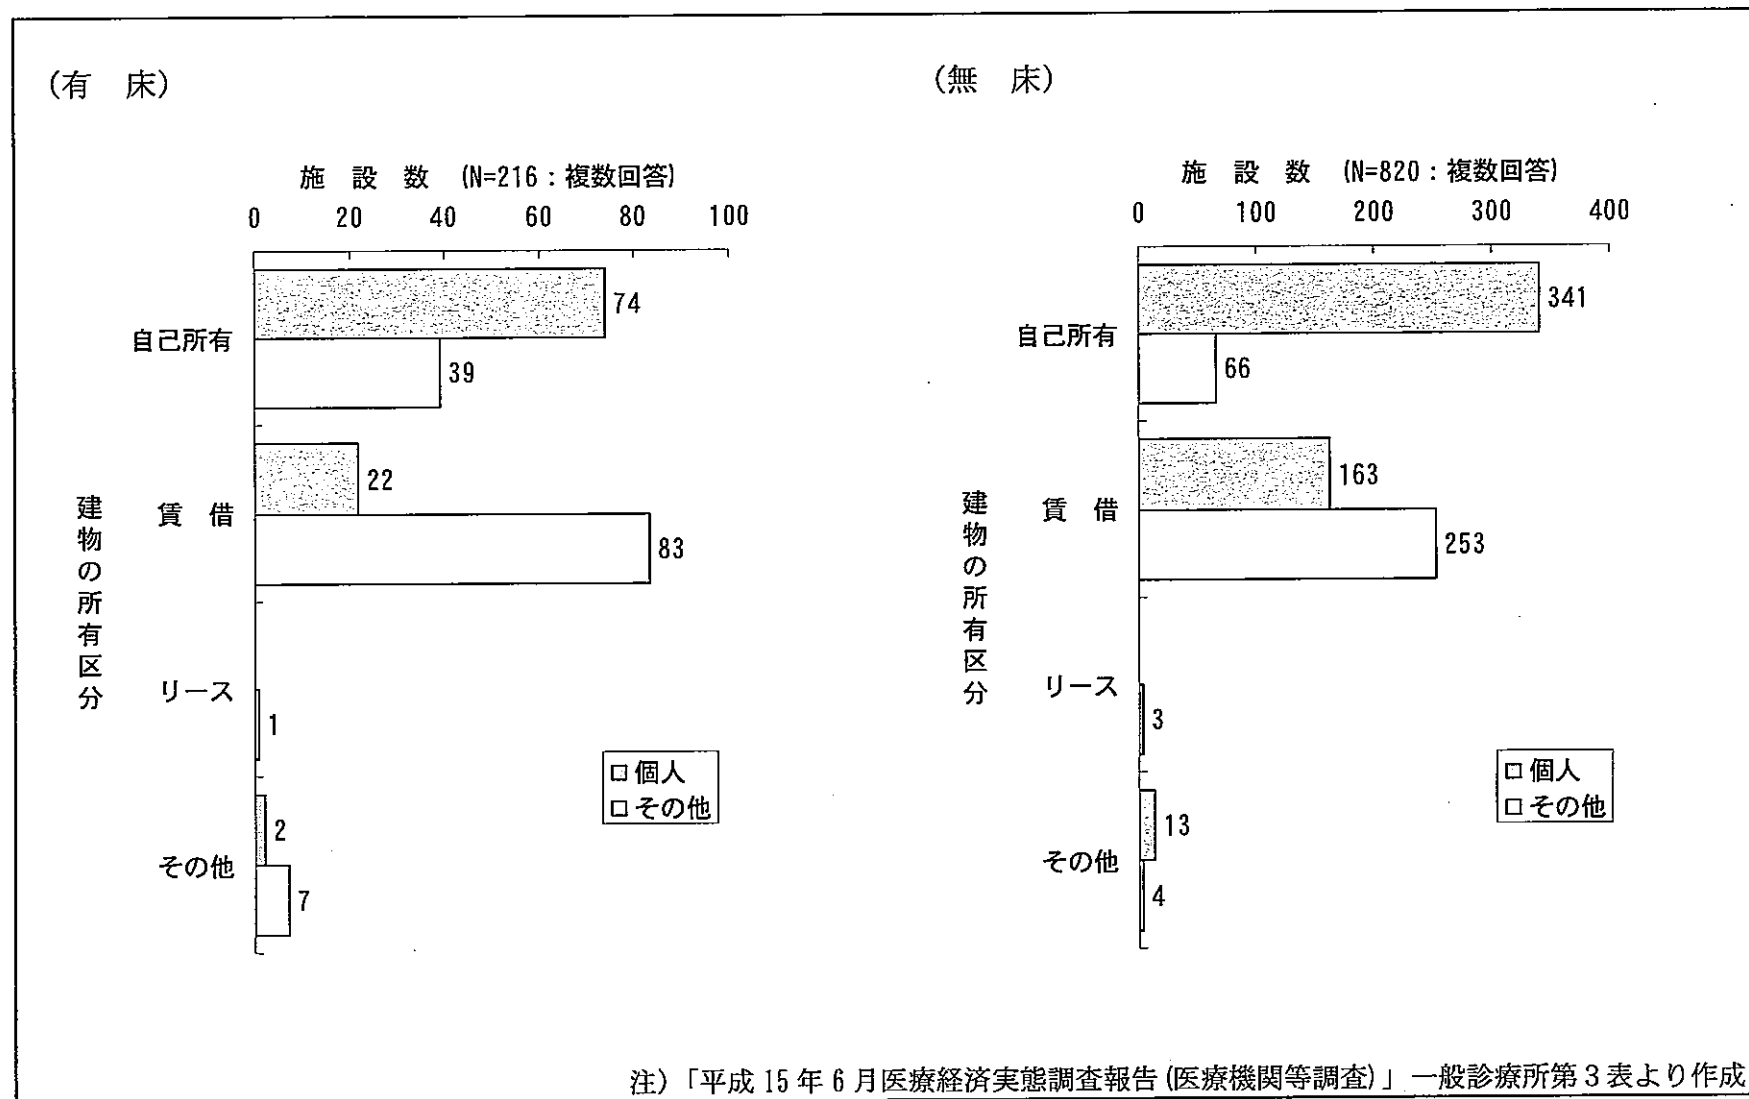 (有 床)
施 設 数 (N=216:複数回答)
0 20 40 60 80 100
自己所有
74
39
賃 借
22
83
リース
1
その他
2
7
建物の所有区分
個人
その他
(無 床)
施 設 数 (N=820:複数回答)
0 100 200 300 400
自己所有
341
66
賃 借
163
253
リース
3
その他
13
4
建物の所有区分
個人
その他
注)「平成 15 年 6 月医療経済実態調査報告(医療機関等調査)」一般診療所第3表より作成